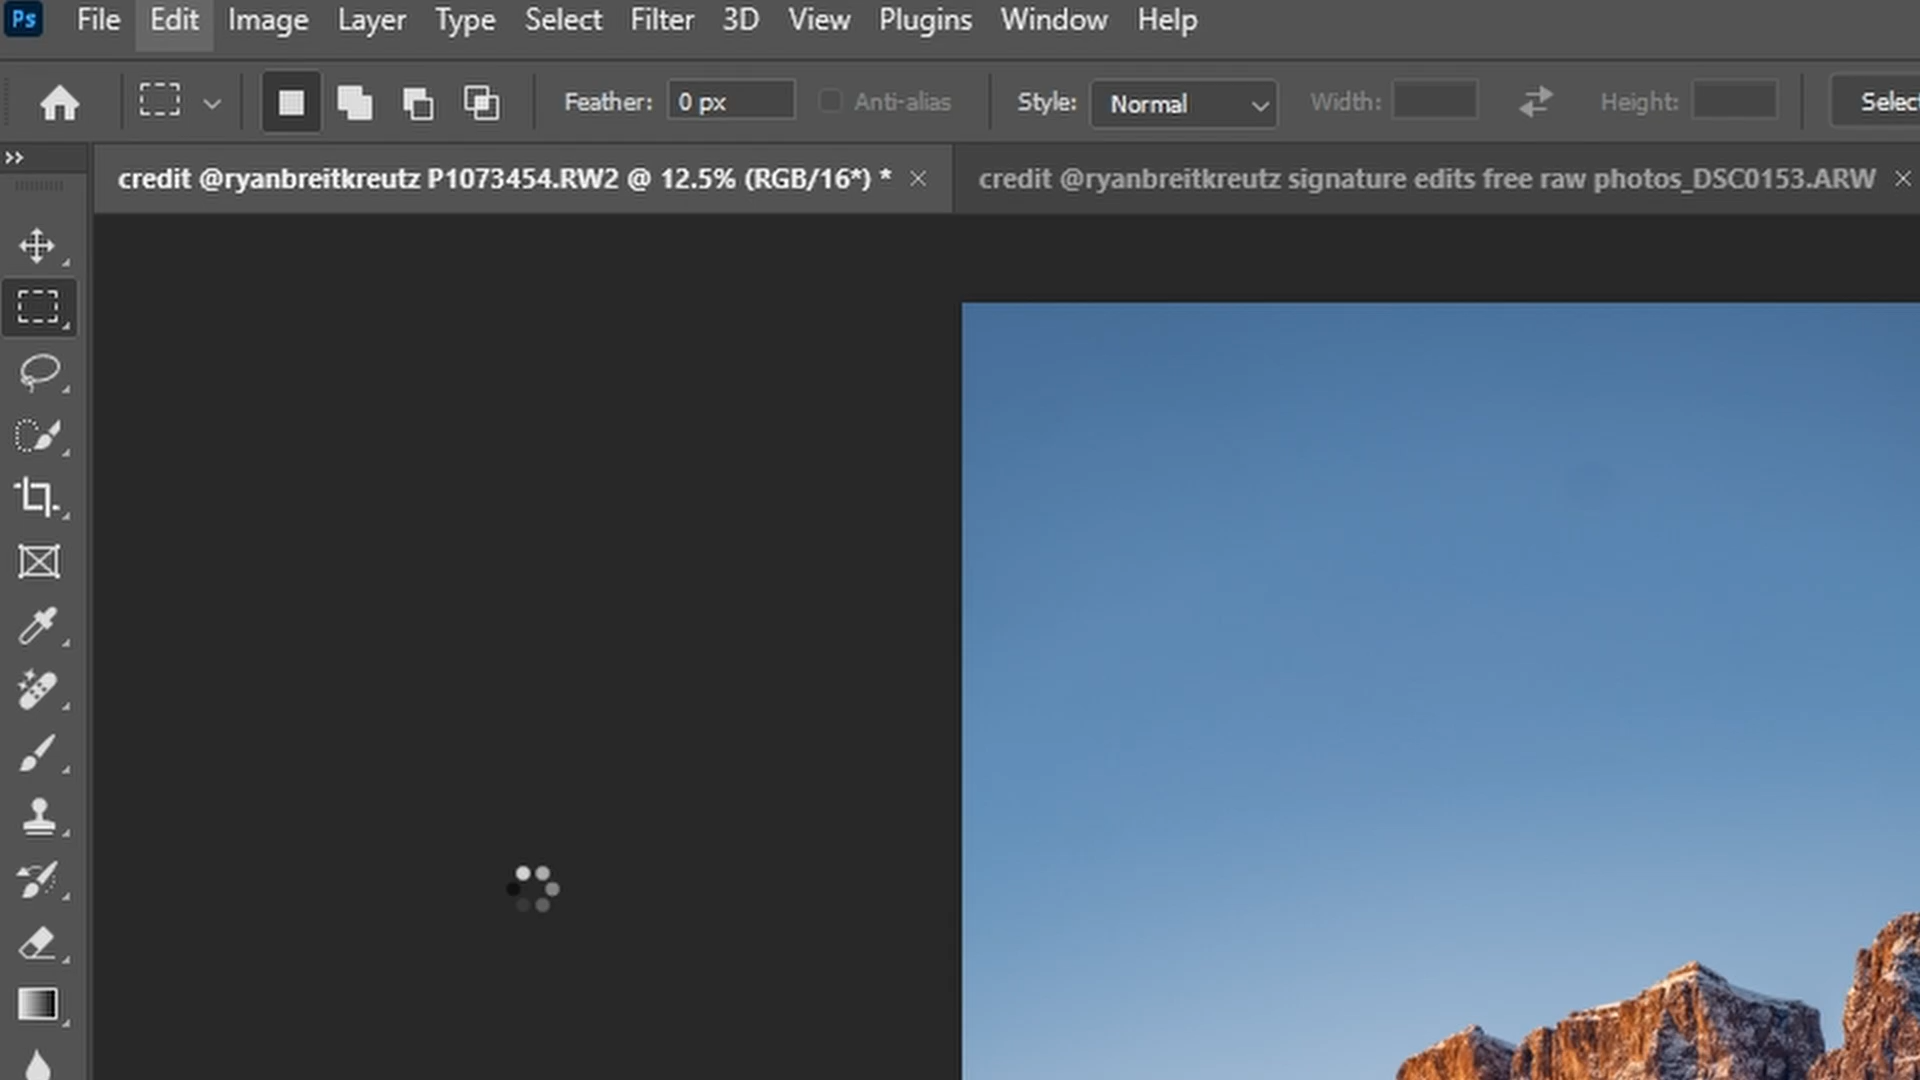 Ps File Edit Image Layer Type Select Filter 3D View Plugins Window Help
Feather: 0 px Anti-alias Style: Normal Width: Height: Select
credit @ryanbreitkreutz P1073454.RW2 @ 12.5% (RGB/16*) * credit @ryanbreitkreutz signature edits free raw photos_DSC0153.ARW